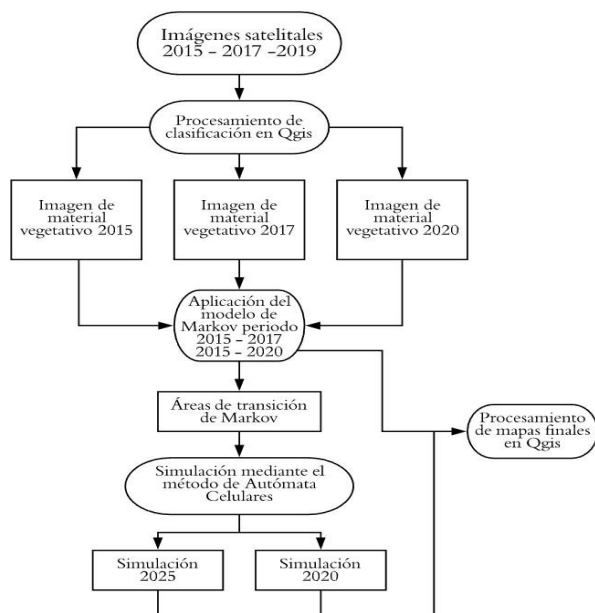 Imágenes satelitales
2015 - 2017 -2019
Procesamiento de
clasificación en Qgis
Imagen de
material
vegetativo 2015
Imagen de
material
vegetativo 2017
Imagen de
material
vegetativo 2020
Aplicación del
modelo de
Markov periodo
2015 - 2017
2015 - 2020
Áreas de transición
de Markov
Procesamiento
de mapas finales
en Qgis
Simulación mediante el
método de Autómata
Celulares
Simulación
2025
Simulación
2020